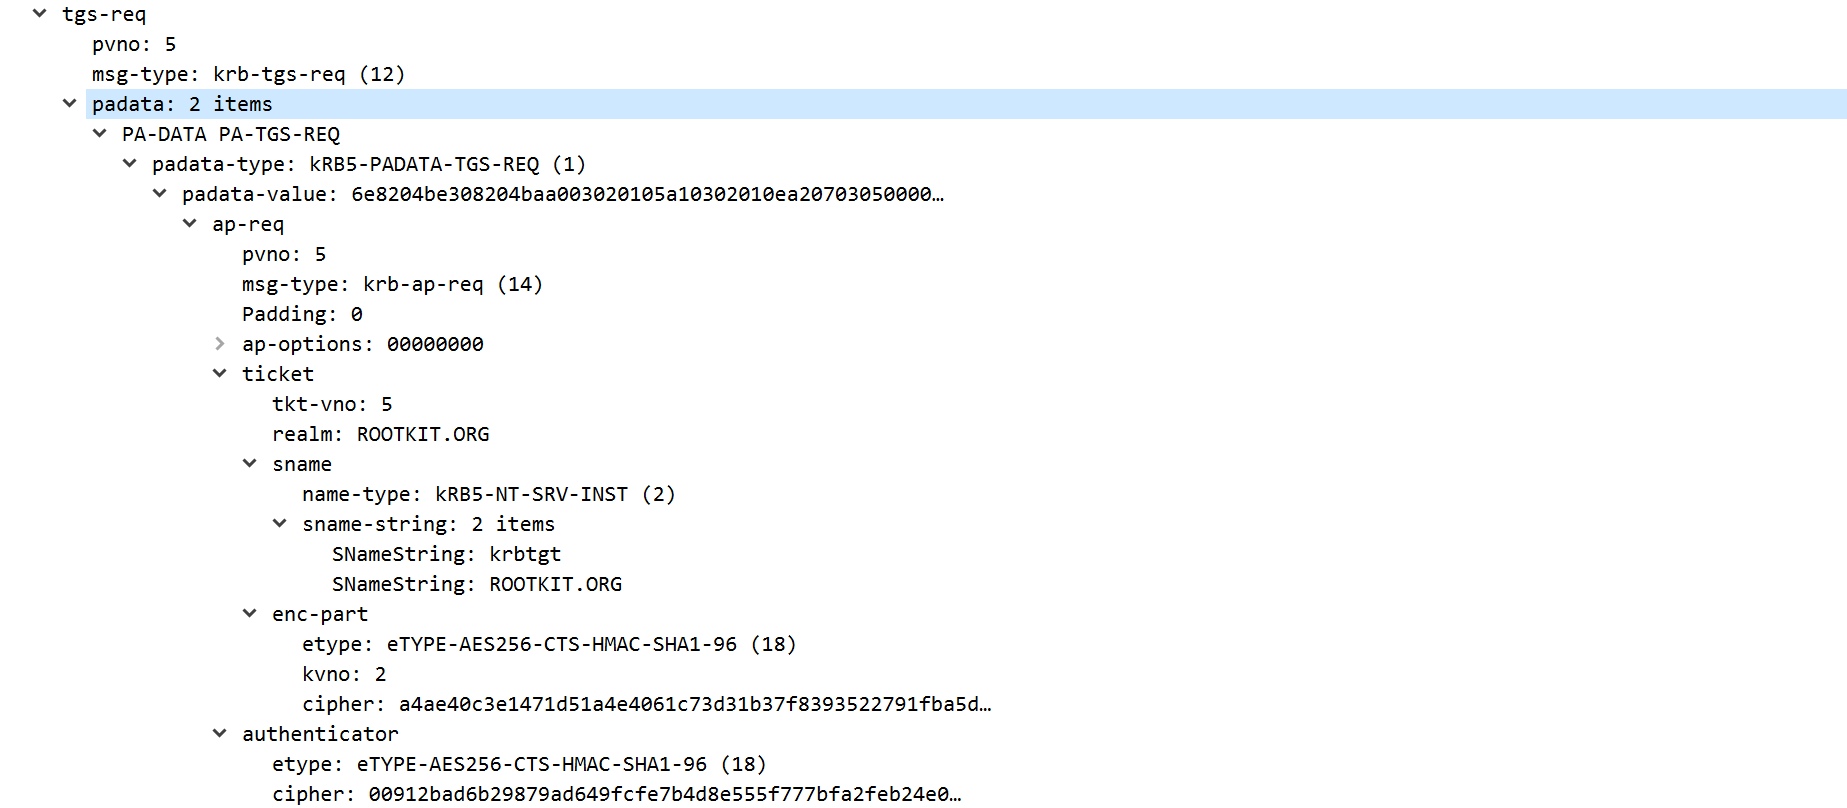 tgs-req
pvno: 5
msg-type: krb-tgs-req (12)
padata: 2 items
PA-DATA PA-TGS-REQ
padata-type: kRB5-PADATA-TGS-REQ (1)
padata-value: 6e8204be308204baa003020105a10302010ea20703050000…
ap-req
pvno: 5
msg-type: krb-ap-req (14)
Padding: 0
ap-options: 00000000
ticket
tkt-vno: 5
realm: ROOTKIT.ORG
sname
name-type: kRB5-NT-SRV-INST (2)
sname-string: 2 items
SNameString: krbtgt
SNameString: ROOTKIT.ORG
enc-part
etype: eTYPE-AES256-CTS-HMAC-SHA1-96 (18)
kvno: 2
cipher: a4ae40c3e1471d51a4e4061c73d31b37f8393522791fba5d…
authenticator
etype: eTYPE-AES256-CTS-HMAC-SHA1-96 (18)
cipher: 00912bad6b29879ad649fcfe7b4d8e555f777bfa2feb24e0…